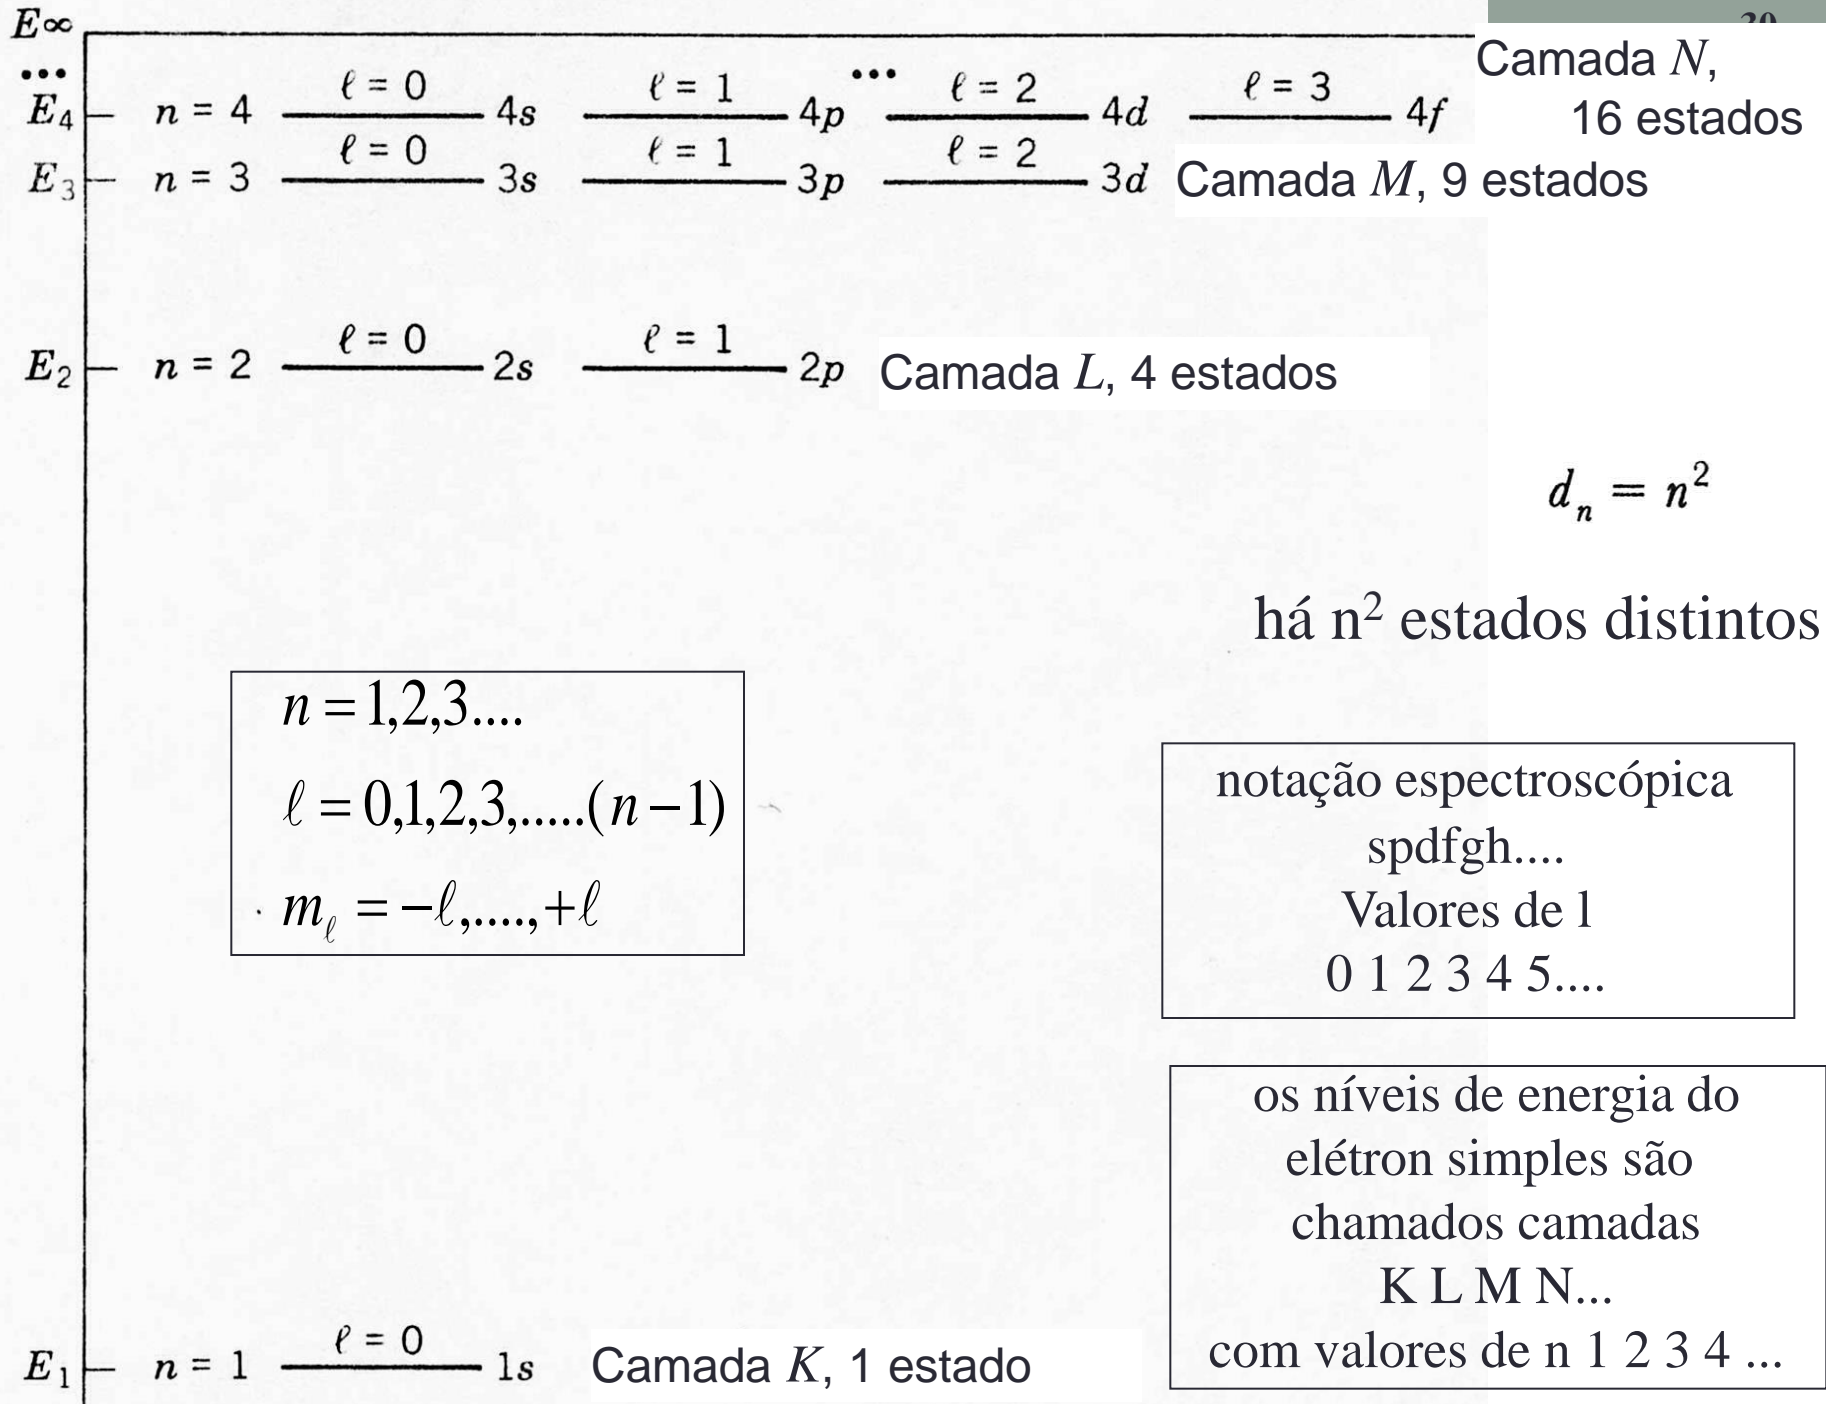 E∞
30
... ...
E₄ n = 4 ℓ = 0 4s ℓ = 1 4p ℓ = 2 4d ℓ = 3 4f Camada N,
16 estados
E₃ n = 3 ℓ = 0 3s ℓ = 1 3p ℓ = 2 3d Camada M, 9 estados
E₂ n = 2 ℓ = 0 2s ℓ = 1 2p Camada L, 4 estados
dₙ = n²
há n² estados distintos
n = 1,2,3....
ℓ = 0,1,2,3,.....(n − 1)
m_ℓ = −ℓ,....,+ℓ
notação espectroscópica
spdfgh....
Valores de l
0 1 2 3 4 5....
os níveis de energia do
elétron simples são
chamados camadas
K L M N...
com valores de n 1 2 3 4 ...
E₁ n = 1 ℓ = 0 1s Camada K, 1 estado